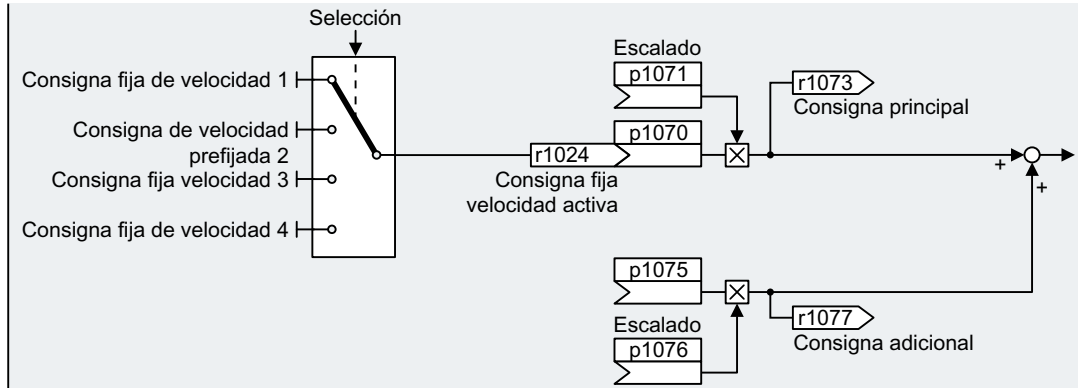 Selección
Consigna fija de velocidad 1
Consigna de velocidad
prefijada 2
Consigna fija velocidad 3
Consigna fija de velocidad 4
Escalado
p1071
p1070
r1024
Consigna fija
velocidad activa
r1073
Consigna principal
+
+
p1075
Escalado
p1076
r1077
Consigna adicional